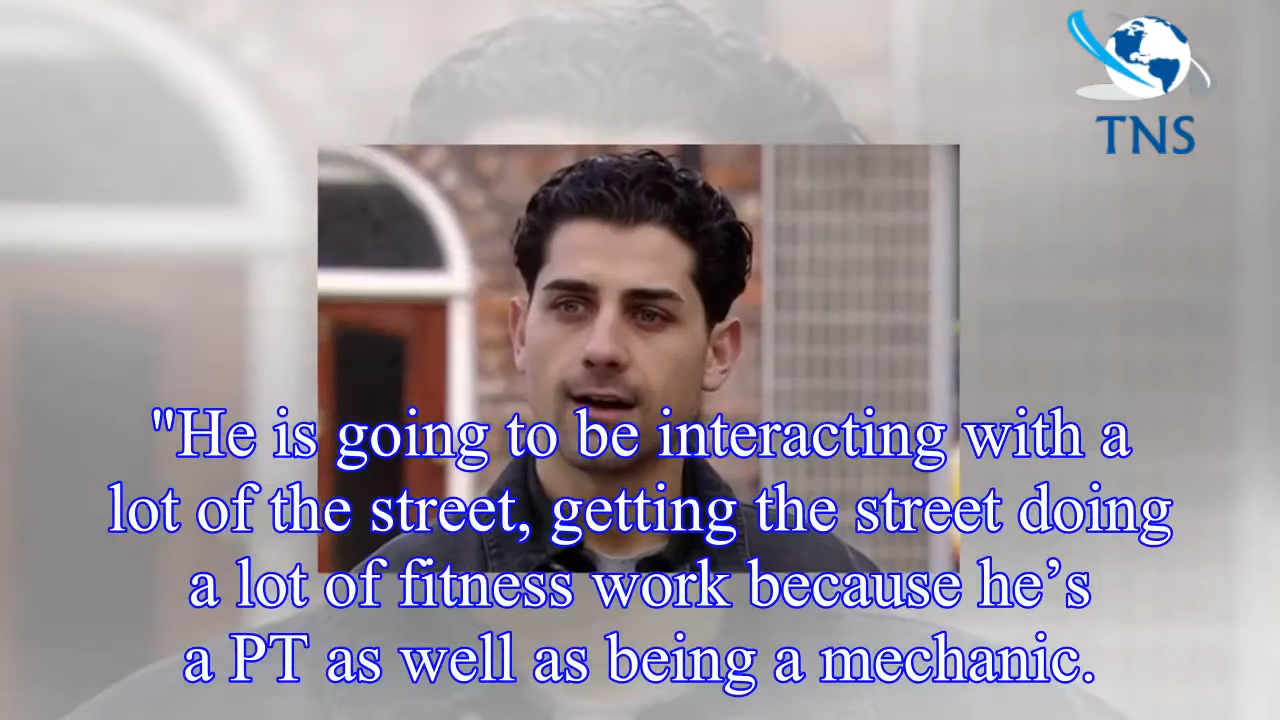 TNS
"He is going to be interacting with a
lot of the street, getting the street doing
a lot of fitness work because he’s
a PT as well as being a mechanic.